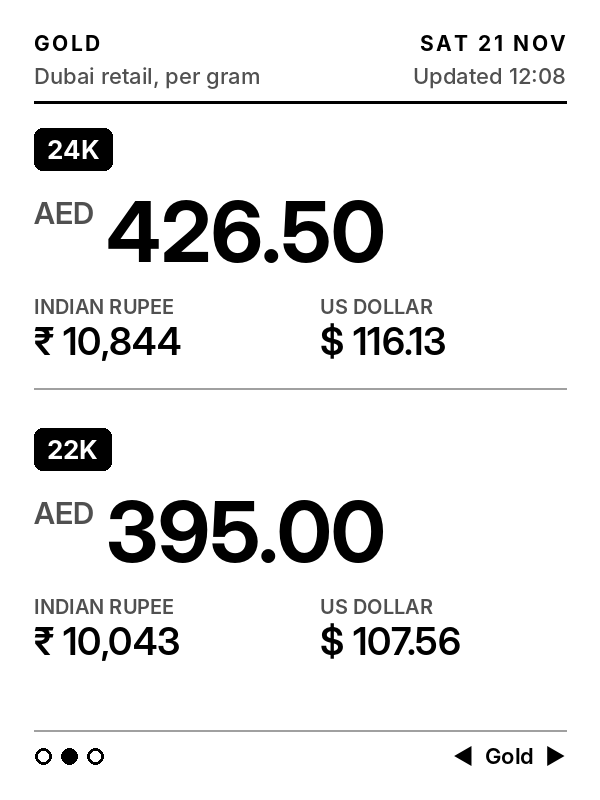 GOLD SAT 21 NOV
Dubai retail, per gram Updated 12:08
24K
AED 426.50
INDIAN RUPEE US DOLLAR
₹ 10,844 $ 116.13
22K
AED 395.00
INDIAN RUPEE US DOLLAR
₹ 10,043 $ 107.56
◀ Gold ▶